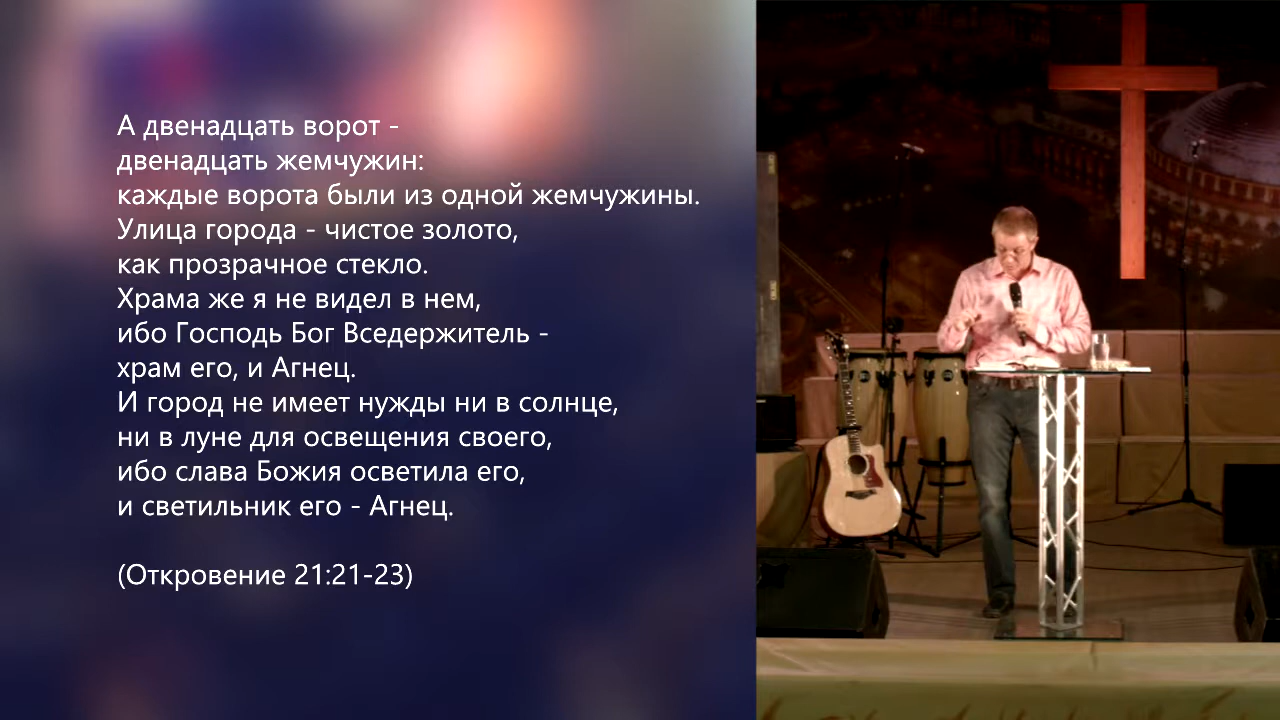 А двенадцать ворот -
двенадцать жемчужин:
каждые ворота были из одной жемчужины.
Улица города - чистое золото,
как прозрачное стекло.
Храма же я не видел в нем,
ибо Господь Бог Вседержитель -
храм его, и Агнец.
И город не имеет нужды ни в солнце,
ни в луне для освещения своего,
ибо слава Божия осветила его,
и светильник его - Агнец.
(Откровение 21:21-23)